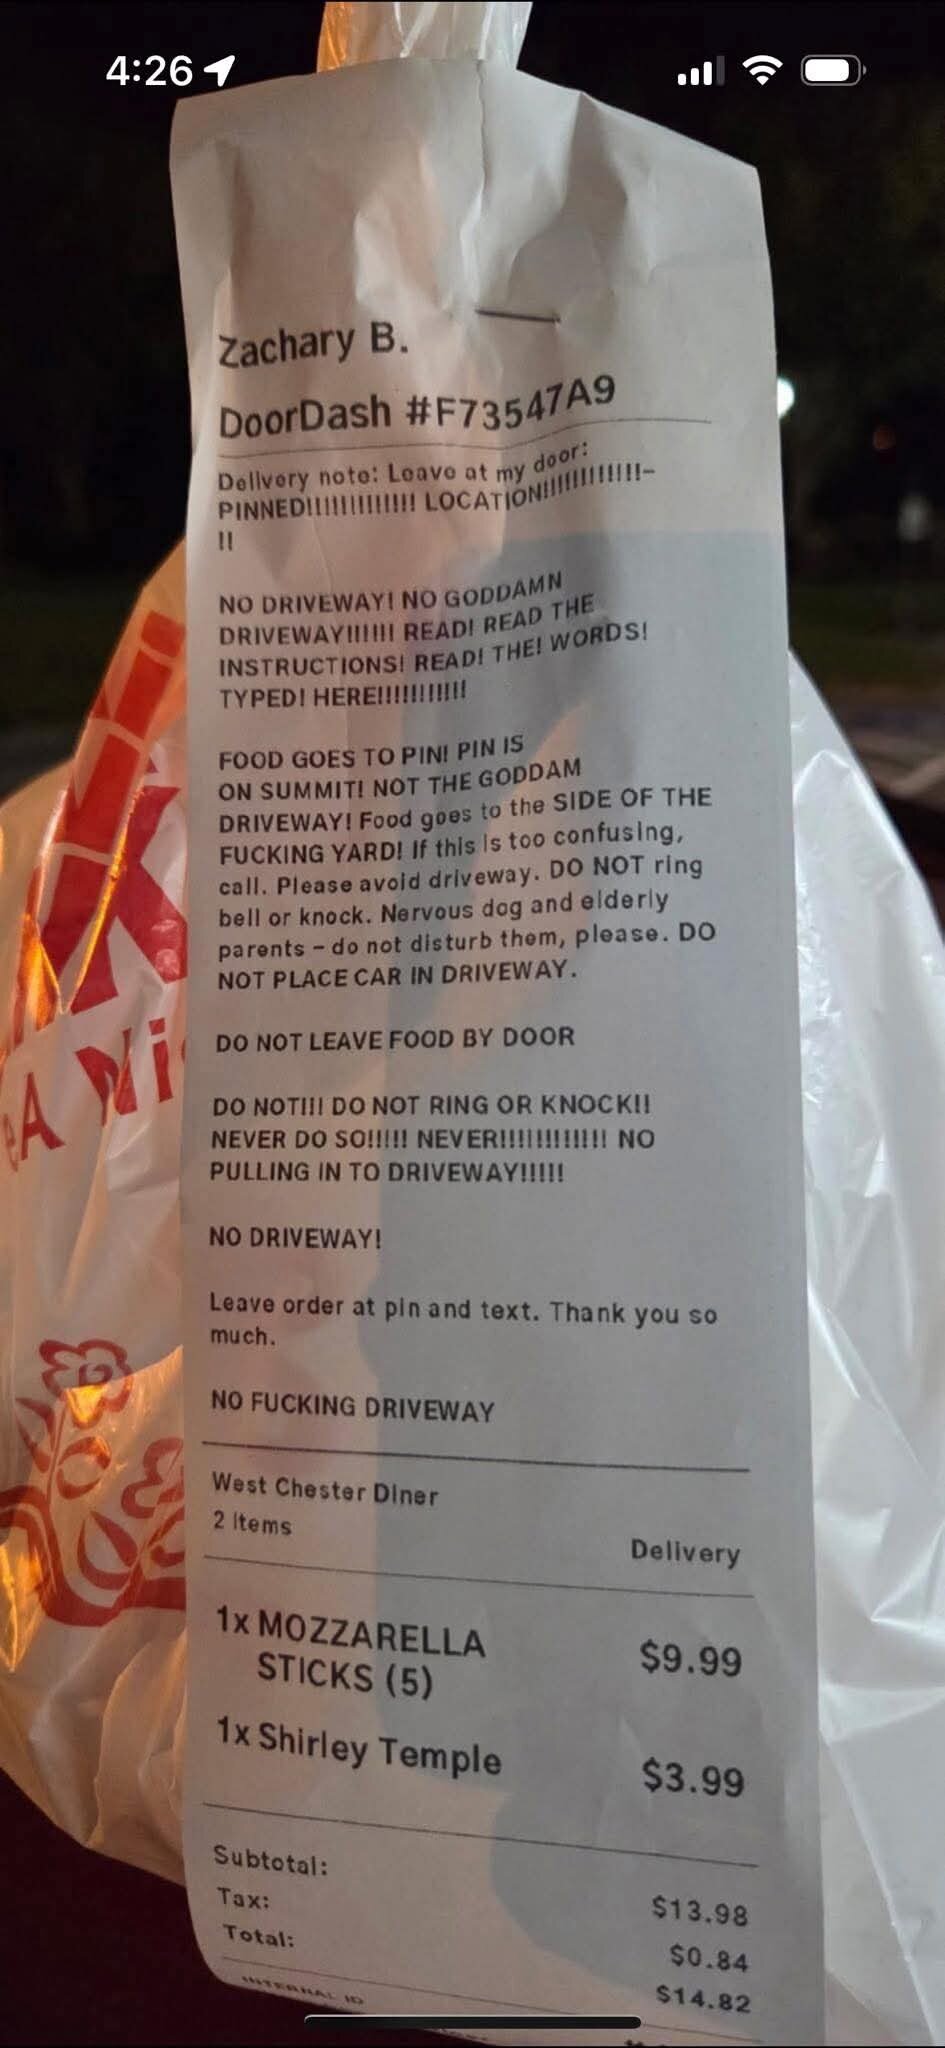 4:26
Zachary B.
DoorDash #F73547A9
Delivery note: Leave at my door:
PINNED!!!!!!!!!!!!!! LOCATION!!!!!!!!!!!!–
!!
NO DRIVEWAY! NO GODDAMN
DRIVEWAY!!!!!! READ! READ THE
INSTRUCTIONS! READ! THE! WORDS!
TYPED! HERE!!!!!!!!!!!
FOOD GOES TO PIN! PIN IS
ON SUMMIT! NOT THE GODDAM
DRIVEWAY! Food goes to the SIDE OF THE
FUCKING YARD! If this is too confusing,
call. Please avoid driveway. DO NOT ring
bell or knock. Nervous dog and elderly
parents – do not disturb them, please. DO
NOT PLACE CAR IN DRIVEWAY.
DO NOT LEAVE FOOD BY DOOR
DO NOT!!! DO NOT RING OR KNOCK!!
NEVER DO SO!!!!! NEVER!!!!!!!!!!!!! NO
PULLING IN TO DRIVEWAY!!!!!
NO DRIVEWAY!
Leave order at pin and text. Thank you so
much.
NO FUCKING DRIVEWAY
West Chester Diner
2 Items
Delivery
1x MOZZARELLA $9.99
STICKS (5)
1x Shirley Temple $3.99
Subtotal: $13.98
Tax: $0.84
Total: $14.82
INTERNAL ID